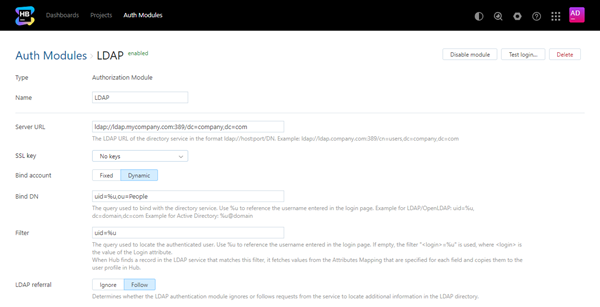 HB
Dashboards Projects Auth Modules
AD
Auth Modules LDAP enabled
Disable module Test login... Delete
Type Authorization Module
Name LDAP
Server URL ldap://ldap.mycompany.com:389/dc=company,dc=com
The LDAP URL of the directory service in the format ldap://host:port/DN. Example: ldap://ldap.company.com:389/cn=users,dc=company,dc=com
SSL key No keys
Bind account Fixed Dynamic
Bind DN uid=%u,ou=People
The query used to bind with the directory service. Use %u to reference the username entered in the login page. Example for LDAP/OpenLDAP: uid=%u,
dc=domain,dc=com Example for Active Directory: %u@domain
Filter uid=%u
The query used to locate the authenticated user. Use %u to reference the username entered in the login page. If empty, the filter "<login>=%u" is used, where <login> is
the value of the Login attribute.
When Hub finds a record in the LDAP service that matches this filter, it fetches values from the Attributes Mapping that are specified for each field and copies them to the
user profile in Hub.
LDAP referral Ignore Follow
Determines whether the LDAP authentication module ignores or follows requests from the service to locate additional information in the LDAP directory.